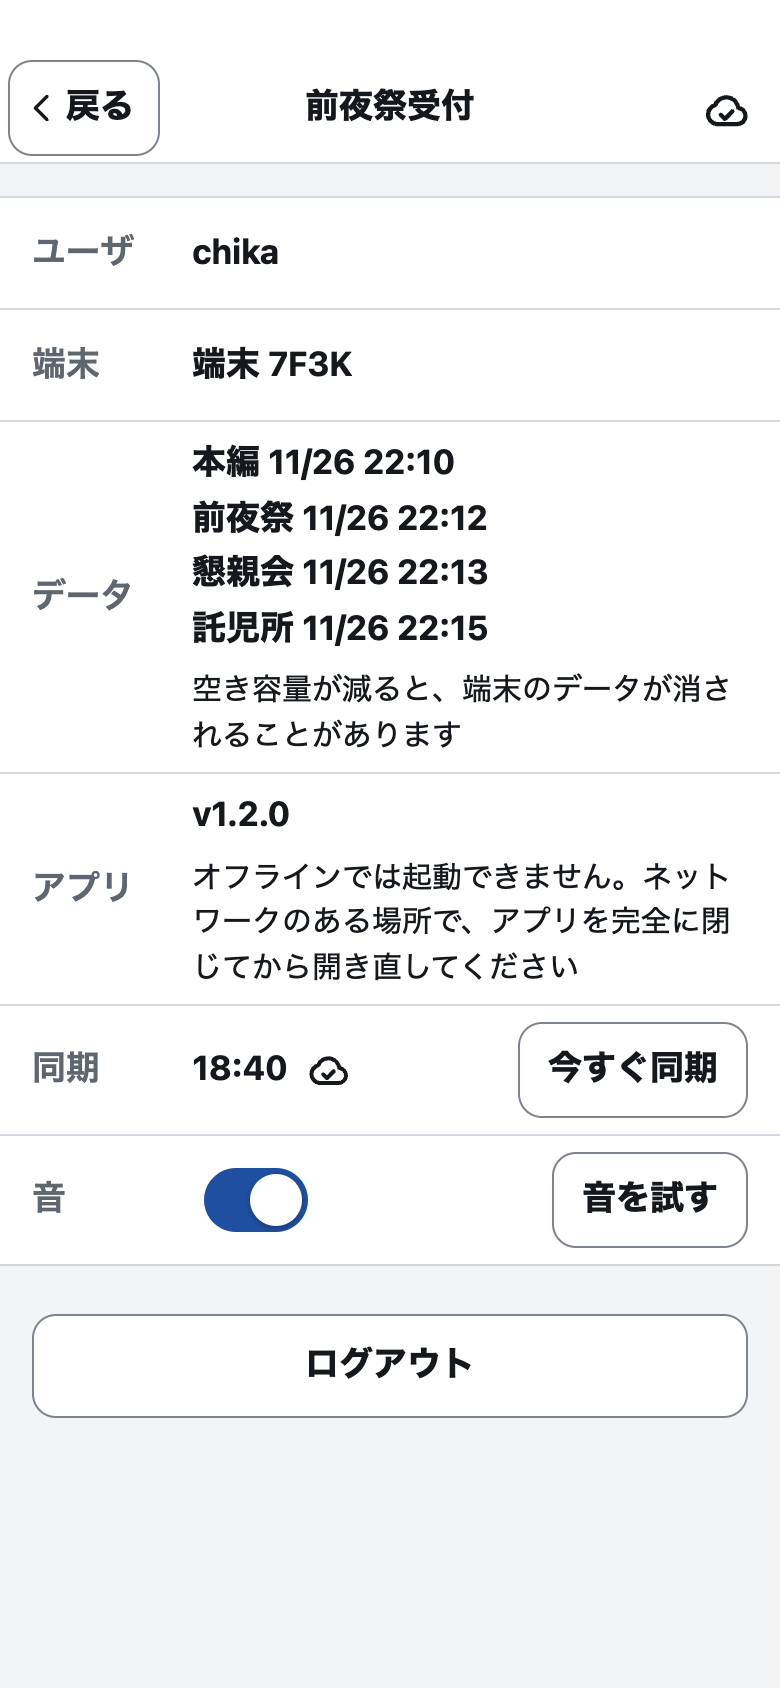 戻る
前夜祭受付
ユーザ
chika
端末
端末 7F3K
データ
本編 11/26 22:10
前夜祭 11/26 22:12
懇親会 11/26 22:13
託児所 11/26 22:15
空き容量が減ると、端末のデータが消さ
れることがあります
アプリ
v1.2.0
オフラインでは起動できません。ネット
ワークのある場所で、アプリを完全に閉
じてから開き直してください
同期
18:40
今すぐ同期
音
音を試す
ログアウト